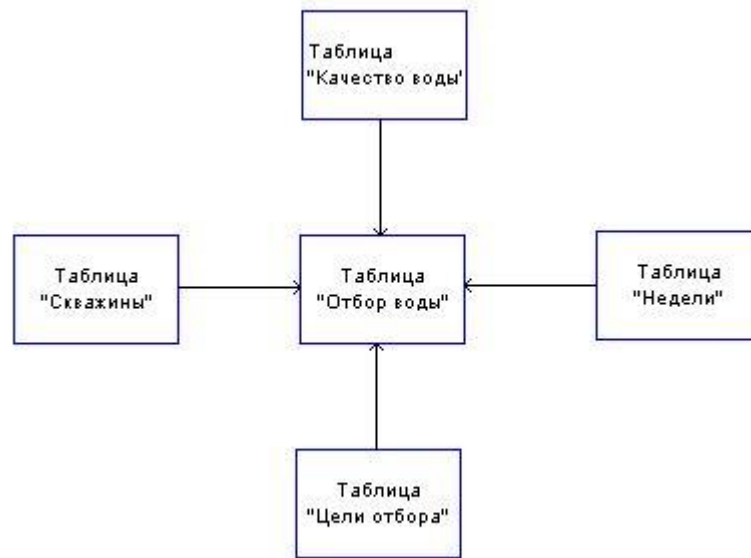 Таблица
"Качество воды"
Таблица
"Скважины"
Таблица
"Отбор воды"
Таблица
"Недели"
Таблица
"Цели отбора"